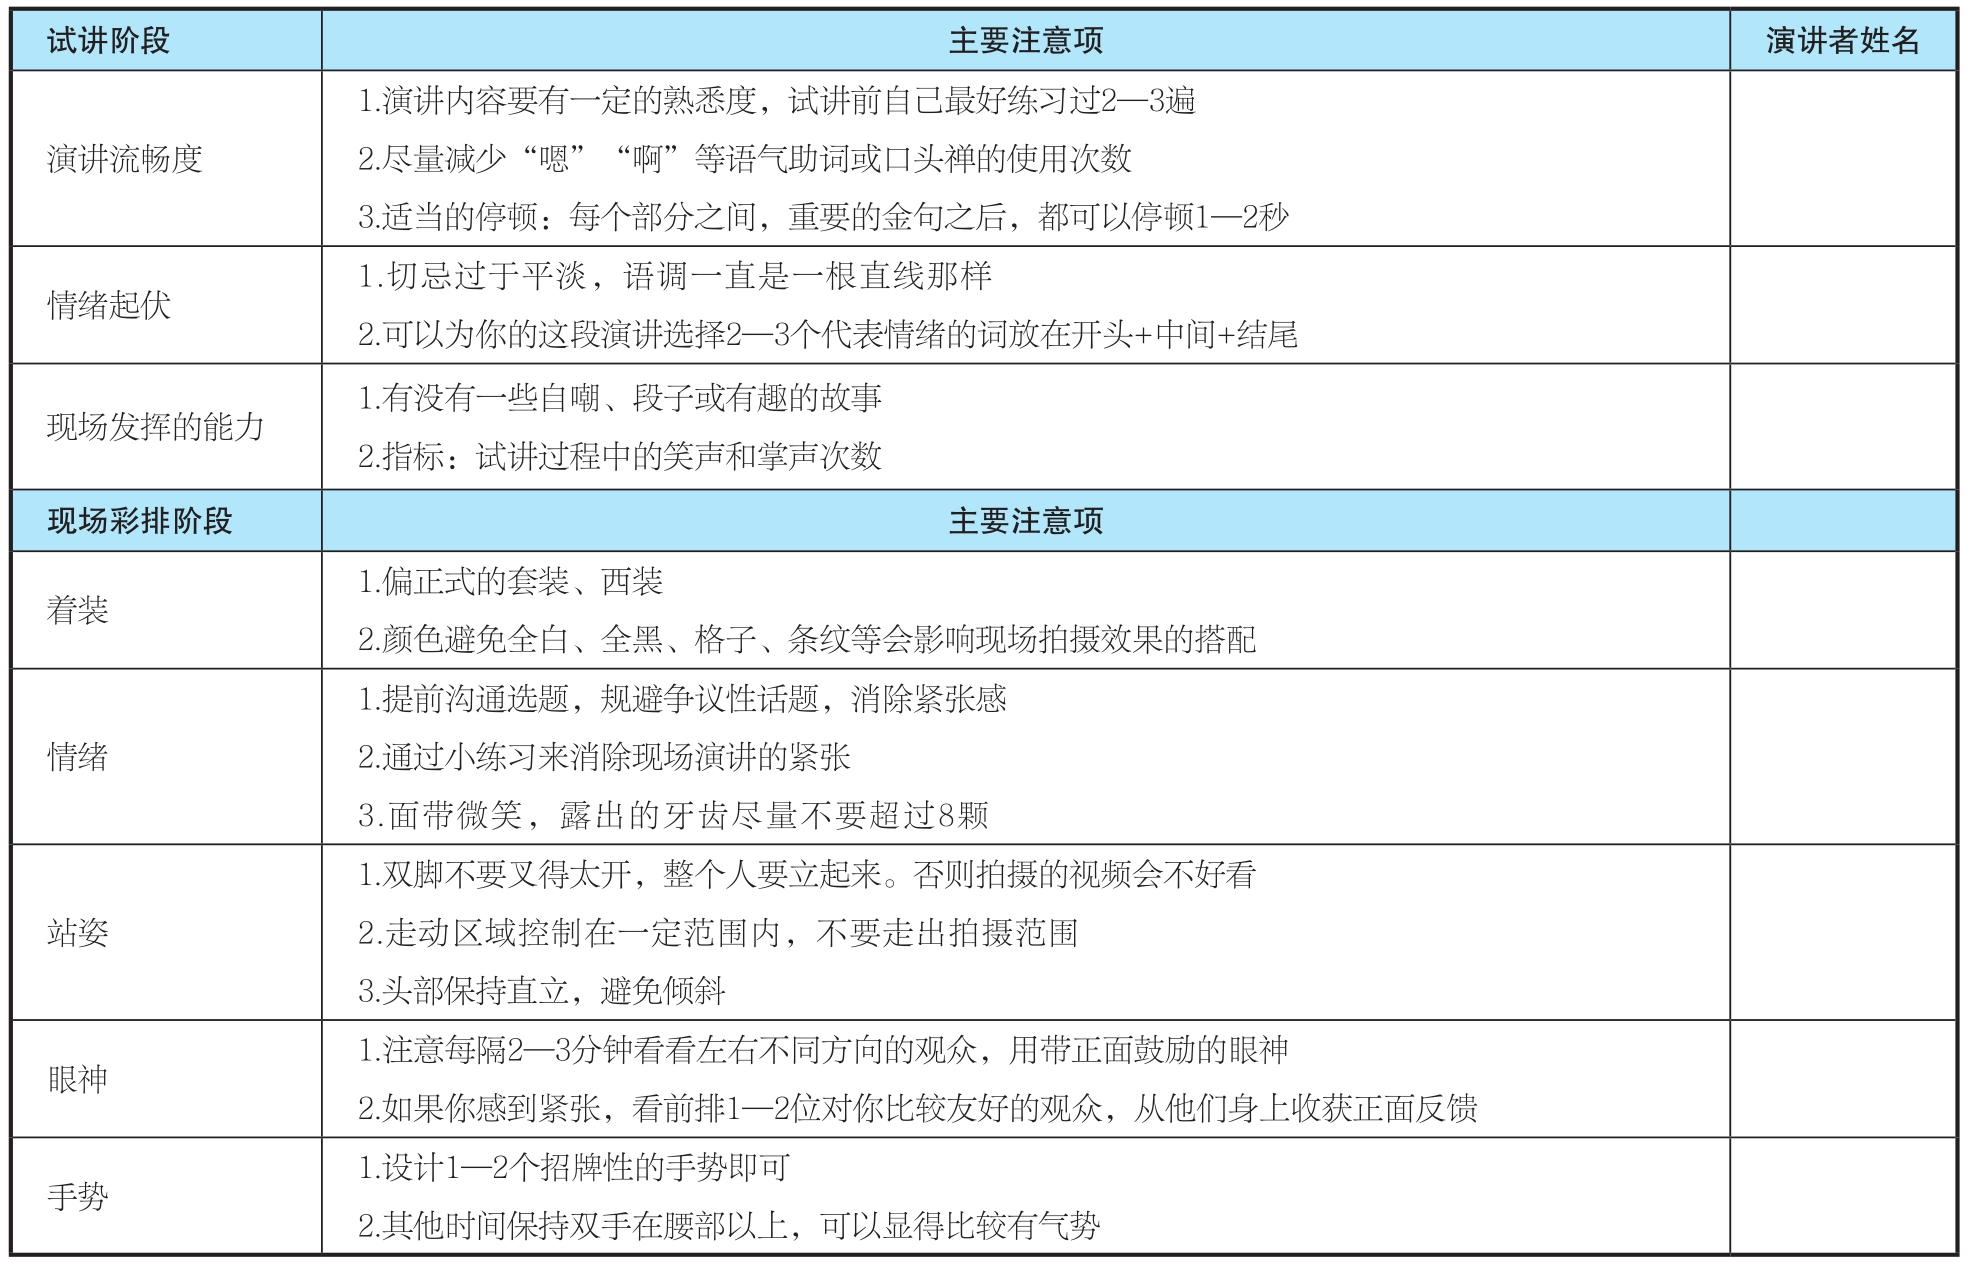 试讲阶段 主要注意项 演讲者姓名
演讲流畅度
1.演讲内容要有一定的熟悉度，试讲前自己最好练习过2—3遍
2.尽量减少“嗯”“啊”等语气助词或口头禅的使用次数
3.适当的停顿：每个部分之间，重要的金句之后，都可以停顿1—2秒
情绪起伏
1.切忌过于平淡，语调一直是一根直线那样
2.可以为你的这段演讲选择2—3个代表情绪的词放在开头+中间+结尾
现场发挥的能力
1.有没有一些自嘲、段子或有趣的故事
2.指标：试讲过程中的笑声和掌声次数
现场彩排阶段 主要注意项
着装
1.偏正式的套装、西装
2.颜色避免全白、全黑、格子、条纹等会影响现场拍摄效果的搭配
情绪
1.提前沟通选题，规避争议性话题，消除紧张感
2.通过小练习来消除现场演讲的紧张
3.面带微笑，露出的牙齿尽量不要超过8颗
站姿
1.双脚不要叉得太开，整个人要立起来。否则拍摄的视频会不好看
2.走动区域控制在一定范围内，不要走出拍摄范围
3.头部保持直立，避免倾斜
眼神
1.注意每隔2—3分钟看看左右不同方向的观众，用带正面鼓励的眼神
2.如果你感到紧张，看前排1—2位对你比较友好的观众，从他们身上收获正面反馈
手势
1.设计1—2个招牌性的手势即可
2.其他时间保持双手在腰部以上，可以显得比较有气势